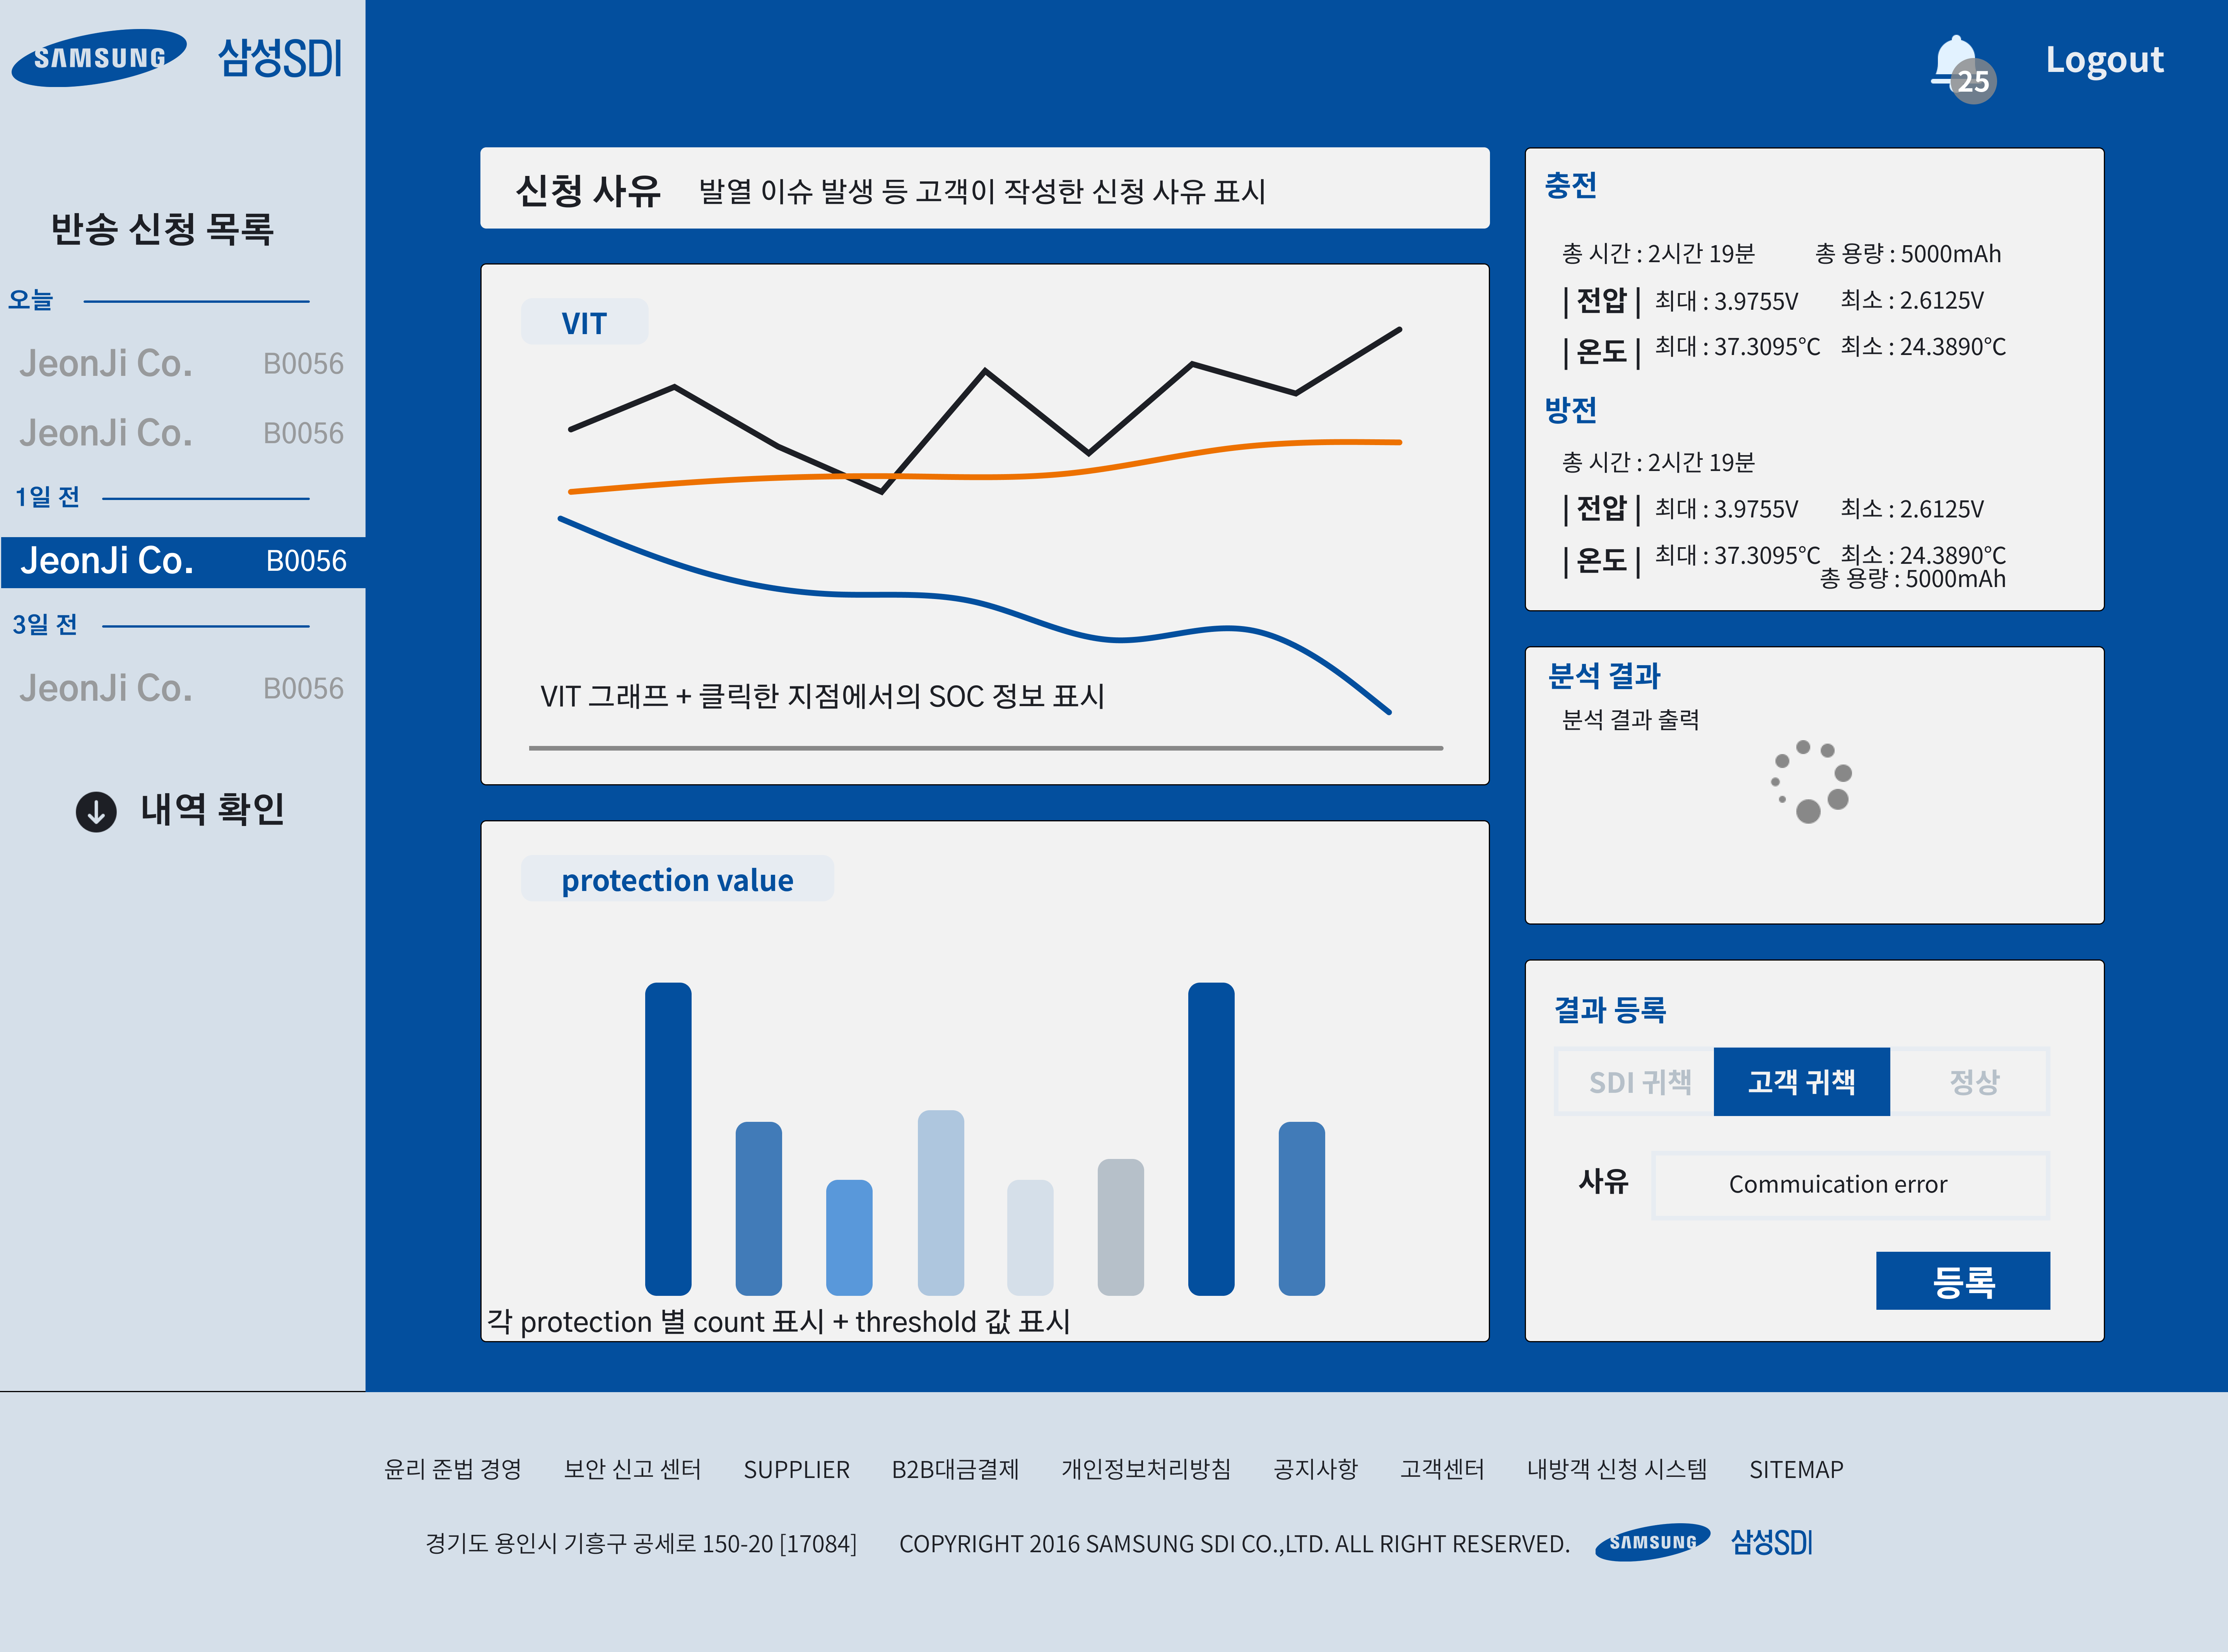 SAMSUNG 삼성SDI
25
Logout
반송 신청 목록
오늘
JeonJi Co. B0056
JeonJi Co. B0056
1일 전
JeonJi Co. B0056
3일 전
JeonJi Co. B0056
내역 확인
신청 사유 발열 이슈 발생 등 고객이 작성한 신청 사유 표시
VIT
VIT 그래프 + 클릭한 지점에서의 SOC 정보 표시
protection value
각 protection 별 count 표시 + threshold 값 표시
충전
총 시간 : 2시간 19분 총 용량 : 5000mAh
| 전압 | 최대 : 3.9755V 최소 : 2.6125V
| 온도 | 최대 : 37.3095℃ 최소 : 24.3890℃
방전
총 시간 : 2시간 19분
| 전압 | 최대 : 3.9755V 최소 : 2.6125V
| 온도 | 최대 : 37.3095℃ 최소 : 24.3890℃
총 용량 : 5000mAh
분석 결과
분석 결과 출력
결과 등록
SDI 귀책 고객 귀책 정상
사유 Commuication error
등록
윤리 준법 경영 보안 신고 센터 SUPPLIER B2B대금결제 개인정보처리방침 공지사항 고객센터 내방객 신청 시스템 SITEMAP
경기도 용인시 기흥구 공세로 150-20 [17084] COPYRIGHT 2016 SAMSUNG SDI CO.,LTD. ALL RIGHT RESERVED. SAMSUNG 삼성SDI